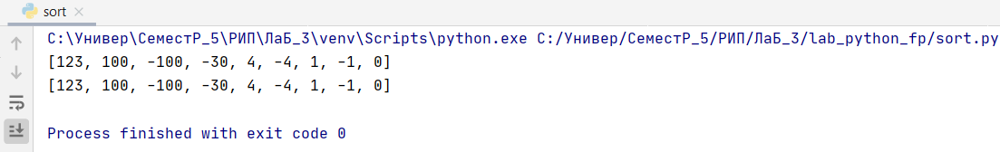 sort
C:\Универ\СеместР_5\РИП\ЛаБ_3\venv\Scripts\python.exe C:/Универ/СеместР_5/РИП/ЛаБ_3/lab_python_fp/sort.py
[123, 100, -100, -30, 4, -4, 1, -1, 0]
[123, 100, -100, -30, 4, -4, 1, -1, 0]
Process finished with exit code 0